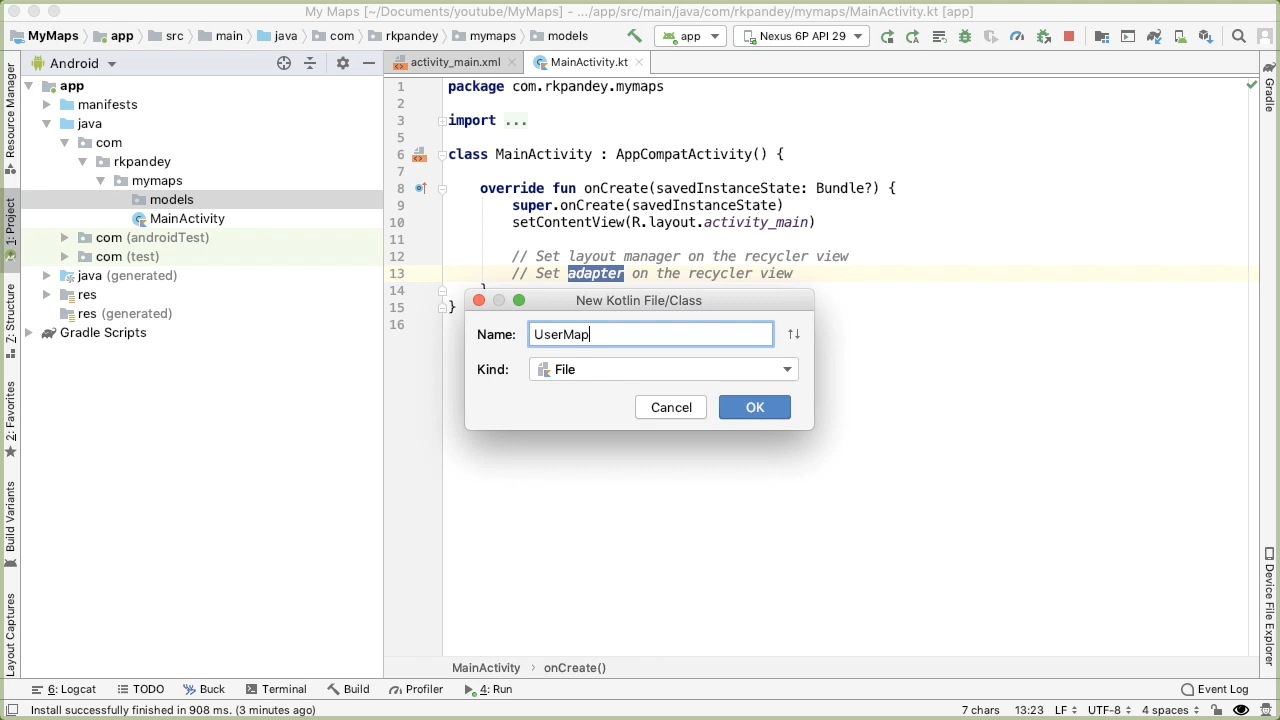 My Maps [~/Documents/youtube/MyMaps] - .../app/src/main/java/com/rkpandey/mymaps/MainActivity.kt [app]
MyMaps app src main java com rkpandey mymaps models app Nexus 6P API 29
Android
activity_main.xml
MainActivity.kt
app
manifests
java
com
rkpandey
mymaps
models
MainActivity
com (androidTest)
com (test)
java (generated)
res
res (generated)
Gradle Scripts
Resource Manager
1: Project
Z: Structure
2: Favorites
Build Variants
Layout Captures
1 package com.rkpandey.mymaps
2
3 import ...
5
6 class MainActivity : AppCompatActivity() {
7
8 override fun onCreate(savedInstanceState: Bundle?) {
9 super.onCreate(savedInstanceState)
10 setContentView(R.layout.activity_main)
11
12 // Set layout manager on the recycler view
13 // Set adapter on the recycler view
14 }
15 }
16
New Kotlin File/Class
Name: UserMap
Kind: File
Cancel OK
Gradle
Device File Explorer
MainActivity › onCreate()
6: Logcat TODO Buck Terminal Build Profiler 4: Run Event Log
Install successfully finished in 908 ms. (3 minutes ago) 7 chars 13:23 LF UTF-8 4 spaces